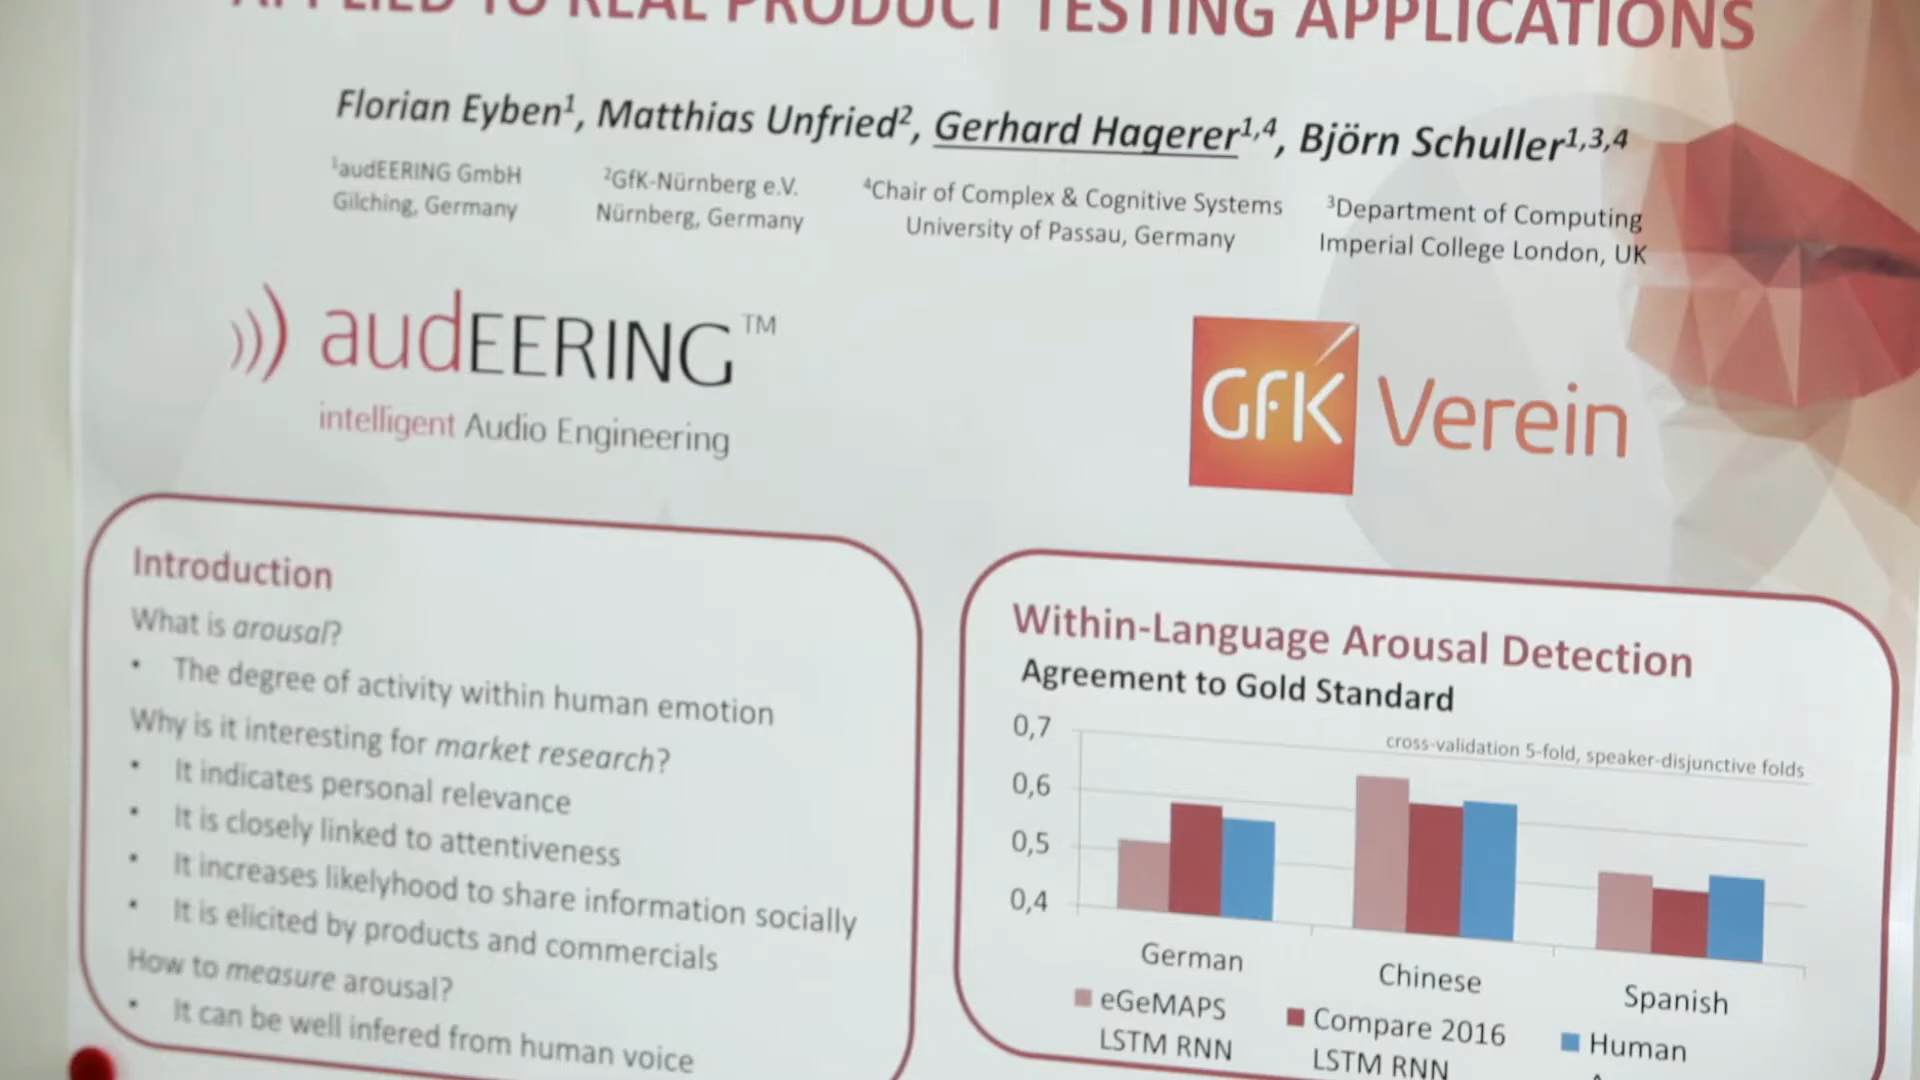 APPLIED TO REAL PRODUCT TESTING APPLICATIONS
Florian Eyben¹, Matthias Unfried², Gerhard Hagerer¹,⁴, Björn Schuller¹,³,⁴
¹audEERING GmbH
Gilching, Germany
²GfK-Nürnberg e.V.
Nürnberg, Germany
⁴Chair of Complex & Cognitive Systems
University of Passau, Germany
³Department of Computing
Imperial College London, UK
audEERING™
intelligent Audio Engineering
GfK Verein
Introduction
What is arousal?
• The degree of activity within human emotion
Why is it interesting for market research?
• It indicates personal relevance
• It is closely linked to attentiveness
• It increases likelyhood to share information socially
• It is elicited by products and commercials
How to measure arousal?
• It can be well infered from human voice
Within-Language Arousal Detection
Agreement to Gold Standard
cross-validation 5-fold, speaker-disjunctive folds
0,7
0,6
0,5
0,4
German
Chinese
Spanish
eGeMAPS
LSTM RNN
Compare 2016
LSTM RNN
Human